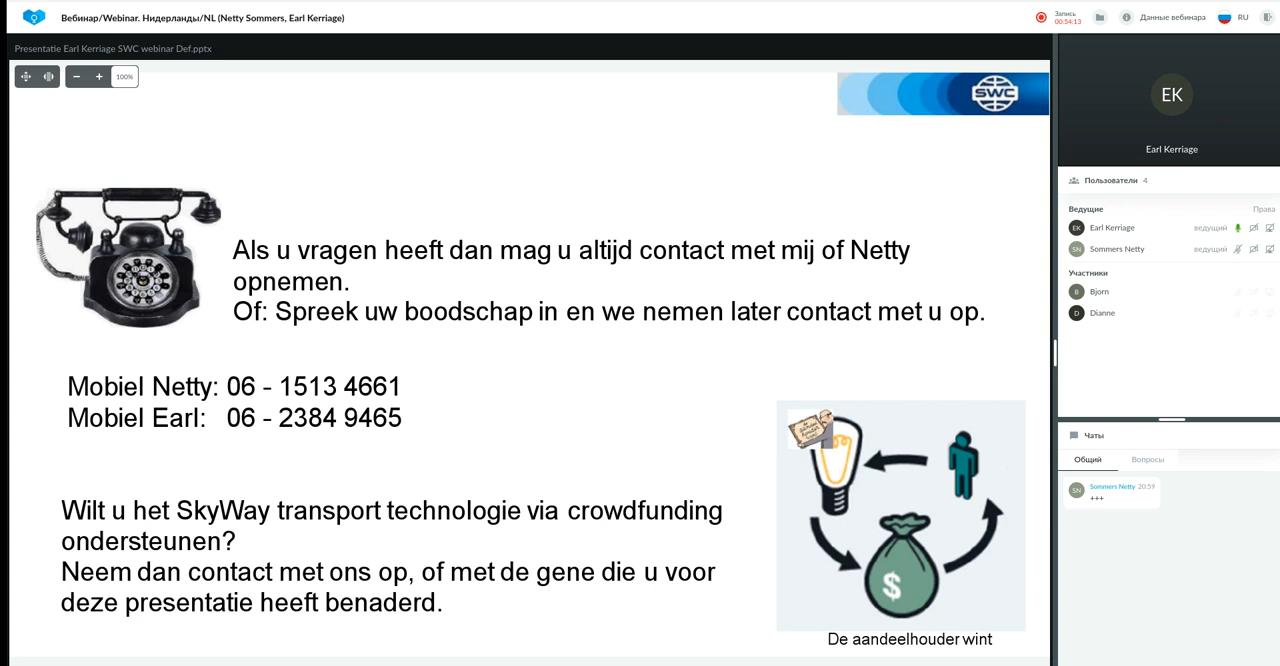 Вебинар/Webinar. Нидерланды/NL (Netty Sommers, Earl Kerriage)
Запись
00:54:13
Данные вебинара
RU
Presentatie Earl Kerriage SWC webinar Def.pptx
100%
SWC
Als u vragen heeft dan mag u altijd contact met mij of Netty
opnemen.
Of: Spreek uw boodschap in en we nemen later contact met u op.
Mobiel Netty: 06 - 1513 4661
Mobiel Earl: 06 - 2384 9465
Wilt u het SkyWay transport technologie via crowdfunding
ondersteunen?
Neem dan contact met ons op, of met de gene die u voor
deze presentatie heeft benaderd.
$
De aandeelhouder wint
EK
Earl Kerriage
Пользователи 4
Ведущие Права
EK Earl Kerriage ведущий
SN Sommers Netty ведущий
Участники
B Bjorn
D Dianne
Чаты
Общий Вопросы
SN Sommers Netty 20:59
+++